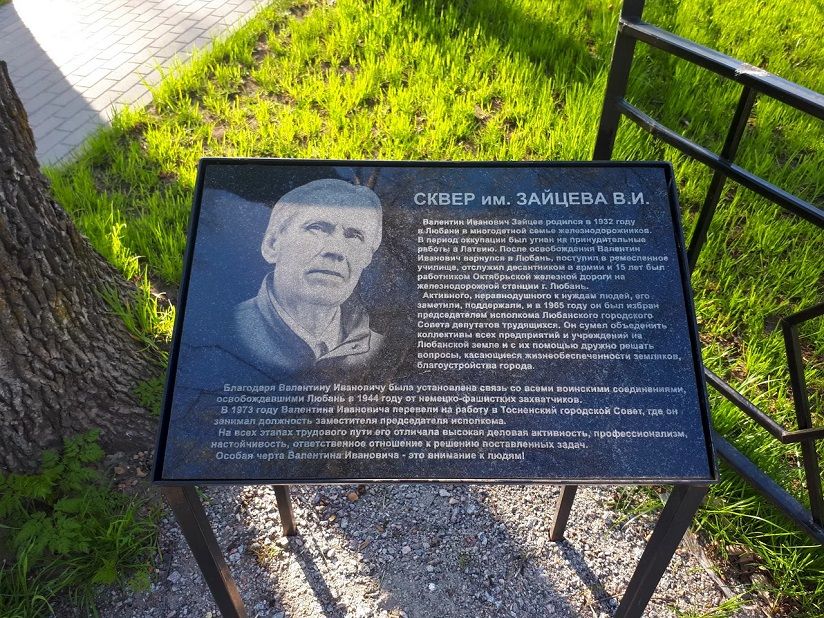 СКВЕР им. ЗАЙЦЕВА В.И.
Валентин Иванович Зайцев родился в 1932 году
в Любани в многодетной семье железнодорожников.
В период оккупации был угнан на принудительные
работы в Латвию. После освобождения Валентин
Иванович варнулся в Любань, поступил в ремесленное
училище, отслужил десантником в армии и 15 лет был
работником Октябрьской железной дороги на
железнодорожной станции г. Любань.
Активного, неравнодушного к нуждам людей, его
заметили, поддержали, и в 1965 году он был избран
председателем исполкома Любанского городского
Совета депутатов трудящихся. Он сумел объеденить
коллективы всех предприятий и учреждений на
Любанской земле и с их помощью дружно решать
вопросы, касающиеся жизнеобеспеченности земляков,
благоустройства города.
Благодаря Валентину Ивановичу была установлена связь со всеми воинскими соединениями,
освобождавшими Любань в 1944 году от немецко-фашистких захватчиков.
В 1973 году Валентина Ивановича перевели на работу в Тосненский городской Совет, где он
занимал должность заместителя председателя исполкома.
На всех этапах трудового пути его отличала высокая деловая активность, профессионализм,
настойчивость, ответственное отношение к решению поставленных задач.
Особая черта Валентина Ивановича - это внимание к людям!